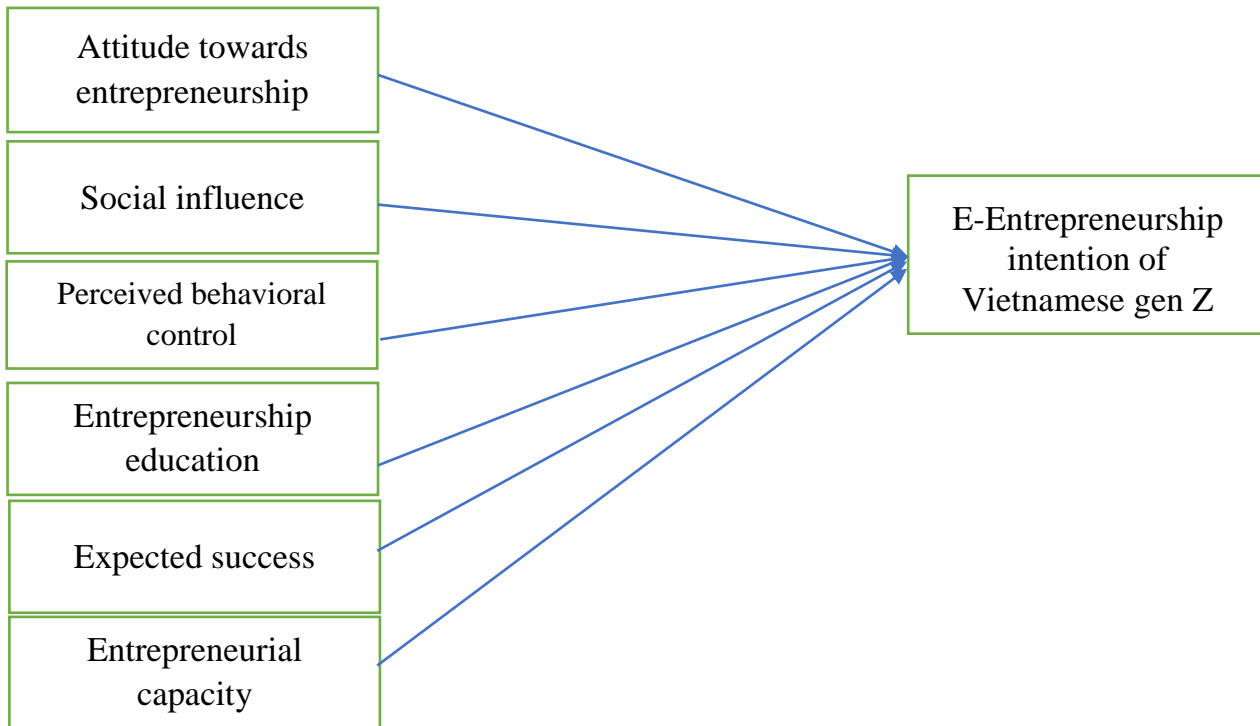 Attitude towards
entrepreneurship
Social influence
Perceived behavioral
control
Entrepreneurship
education
Expected success
Entrepreneurial
capacity
E-Entrepreneurship
intention of
Vietnamese gen Z